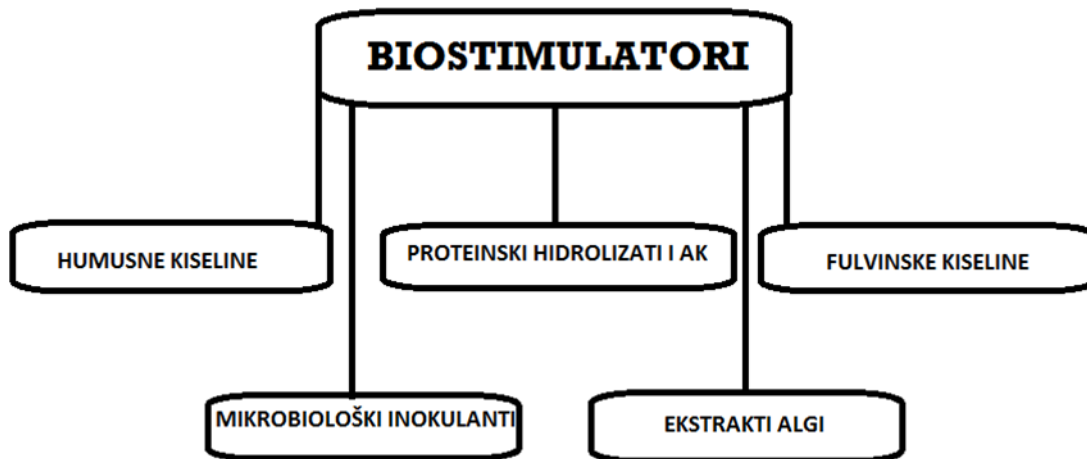 BIOSTIMULATORI
HUMUSNE KISELINE
PROTEINSKI HIDROLIZATI I AK
FULVINSKE KISELINE
MIKROBIOLOŠKI INOKULANTI
EKSTRAKTI ALGI